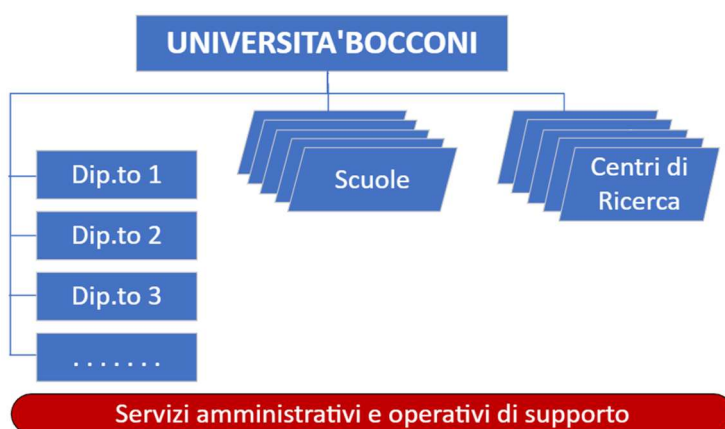 UNIVERSITA'BOCCONI
Dip.to 1
Dip.to 2
Dip.to 3
. . . . . . .
Scuole
Centri di
Ricerca
Servizi amministrativi e operativi di supporto